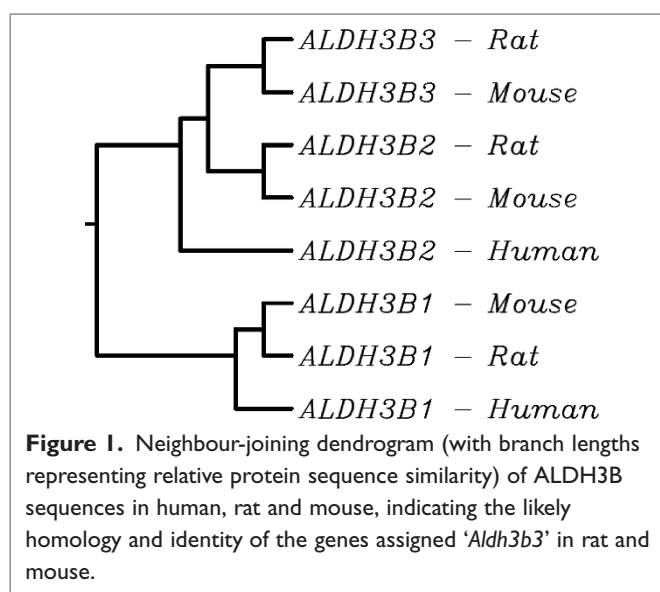 ALDH3B3 – Rat
ALDH3B3 – Mouse
ALDH3B2 – Rat
ALDH3B2 – Mouse
ALDH3B2 – Human
ALDH3B1 – Mouse
ALDH3B1 – Rat
ALDH3B1 – Human
Figure 1. Neighbour-joining dendrogram (with branch lengths
representing relative protein sequence similarity) of ALDH3B
sequences in human, rat and mouse, indicating the likely
homology and identity of the genes assigned ‘Aldh3b3’ in rat and
mouse.